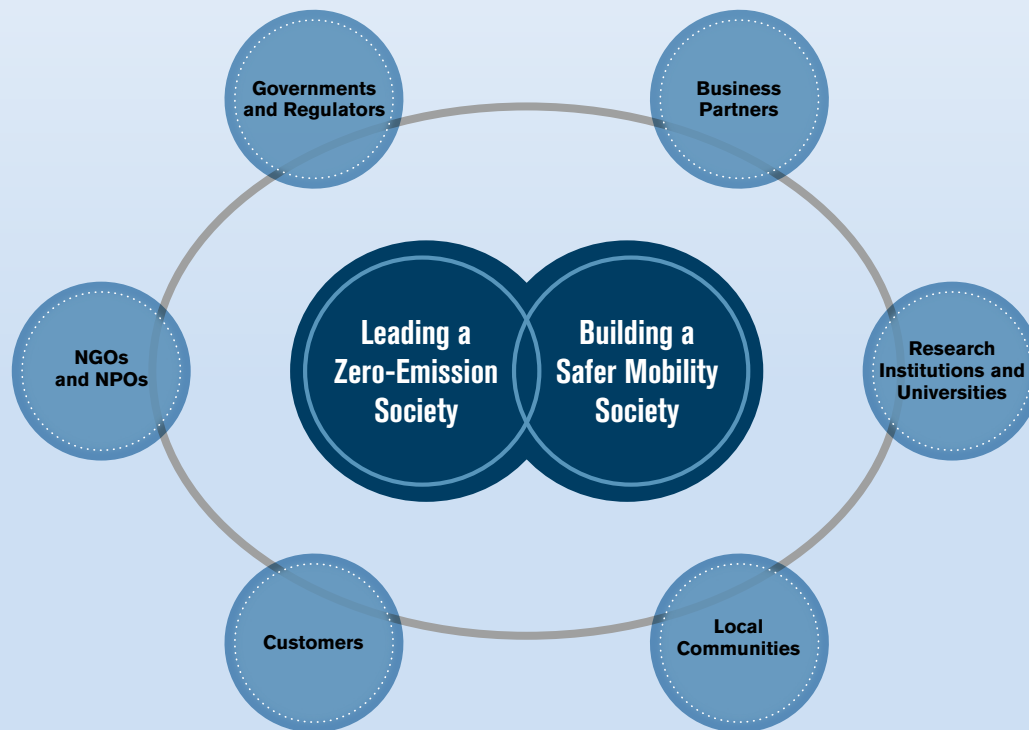 Governments
and Regulators
Business
Partners
NGOs
and NPOs
Leading a
Zero-Emission
Society
Building a
Safer Mobility
Society
Research
Institutions and
Universities
Customers
Local
Communities